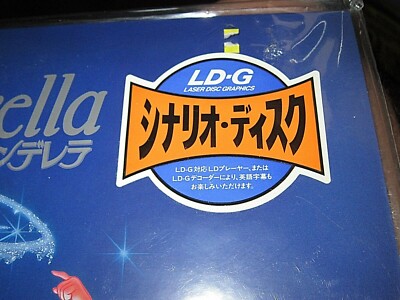 ella
ンデレラ
LD-G
LASER DISC GRAPHICS
シナリオ・ディスク
LD-G対応LDプレーヤー、または
LD-Gデコーダーにより、英語字幕も
お楽しみいただけます。